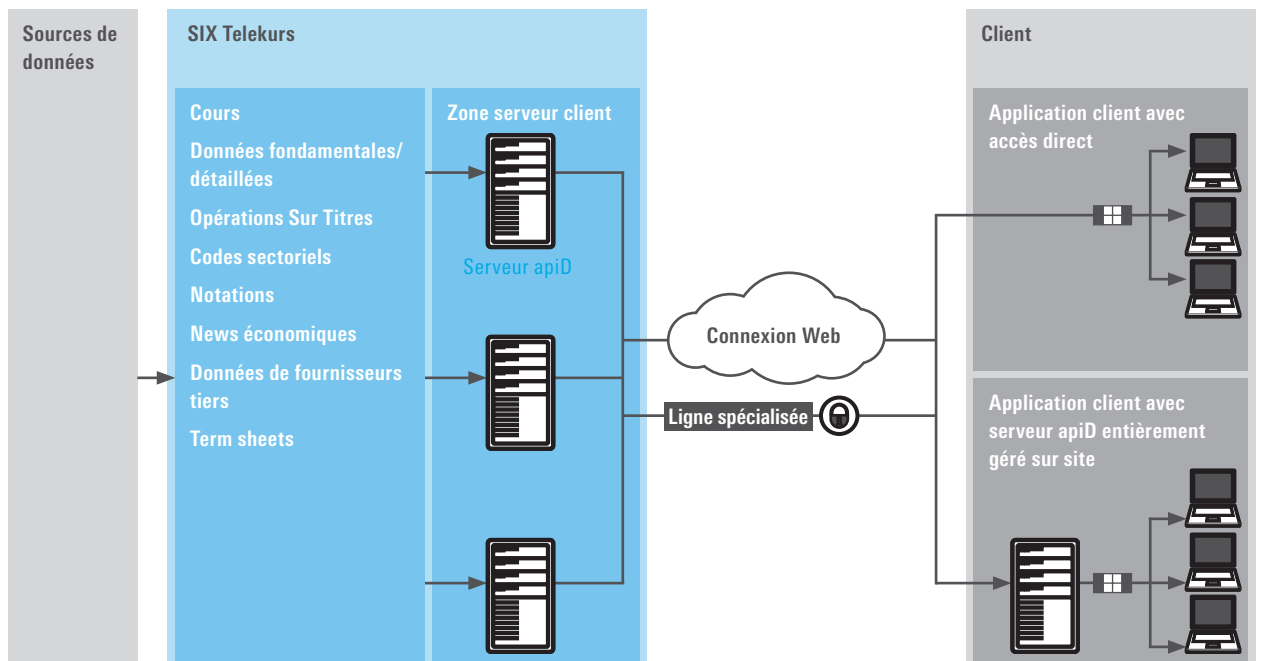 Sources de
données
SIX Telekurs
Cours
Données fondamentales/
détaillées
Opérations Sur Titres
Codes sectoriels
Notations
News économiques
Données de fournisseurs
tiers
Term sheets
Zone serveur client
Serveur apiD
Connexion Web
Ligne spécialisée
Client
Application client avec
accès direct
Application client avec
serveur apiD entièrement
géré sur site